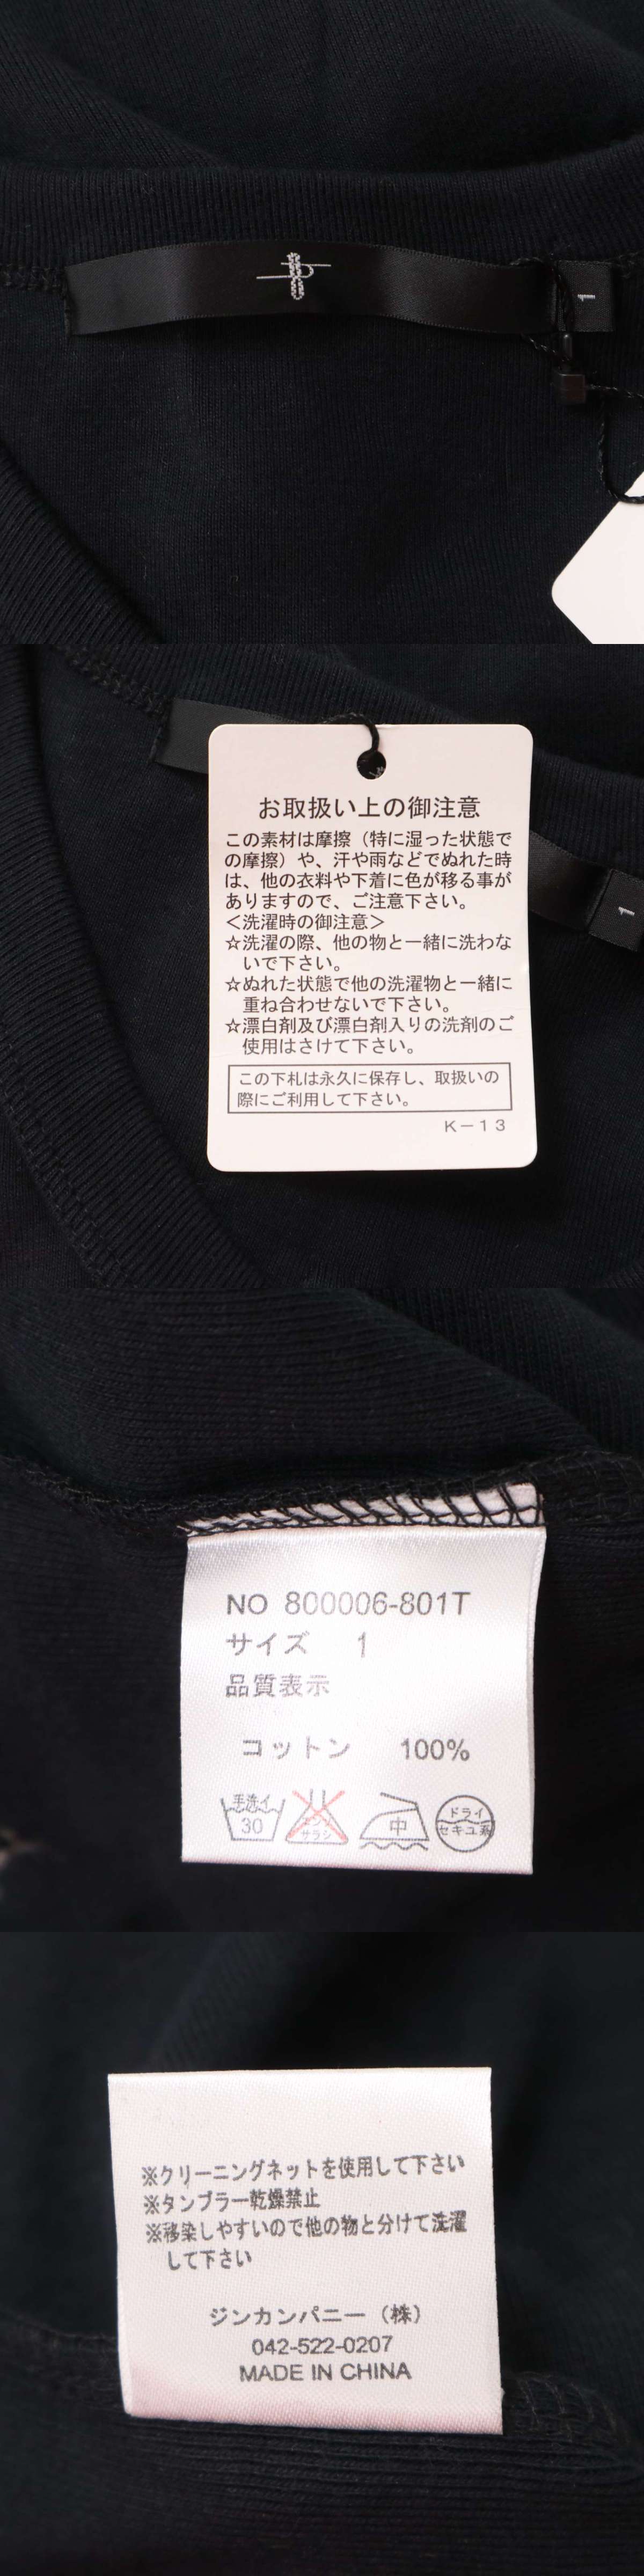 1
お取扱い上の御注意
この素材は摩擦（特に湿った状態で
の摩擦）や、汗や雨などでぬれた時
は、他の衣料や下着に色が移る事が
ありますので、ご注意下さい。
＜洗濯時の御注意＞
☆洗濯の際、他の物と一緒に洗わな
いで下さい。
☆ぬれた状態で他の洗濯物と一緒に
重ね合わせないで下さい。
☆漂白剤及び漂白剤入りの洗剤のご
使用はさけて下さい。
この下札は永久に保存し、取扱いの
際にご利用して下さい。
K－13
1
NO 800006-801T
サイズ 1
品質表示
コットン 100%
手洗イ
30
エンソ
サラシ
中
ドライ
セキユ系
※クリーニングネットを使用して下さい
※タンブラー乾燥禁止
※移染しやすいので他の物と分けて洗濯
して下さい
ジンカンパニー（株）
042-522-0207
MADE IN CHINA